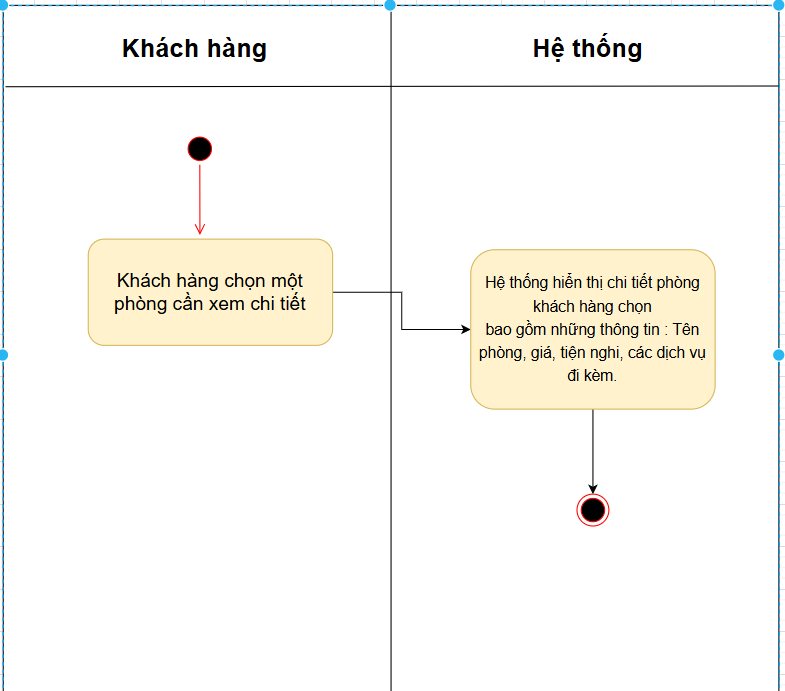 Khách hàng
Hệ thống
Khách hàng chọn một
phòng cần xem chi tiết
Hệ thống hiển thị chi tiết phòng
khách hàng chọn
bao gồm những thông tin : Tên
phòng, giá, tiện nghi, các dịch vụ
đi kèm.